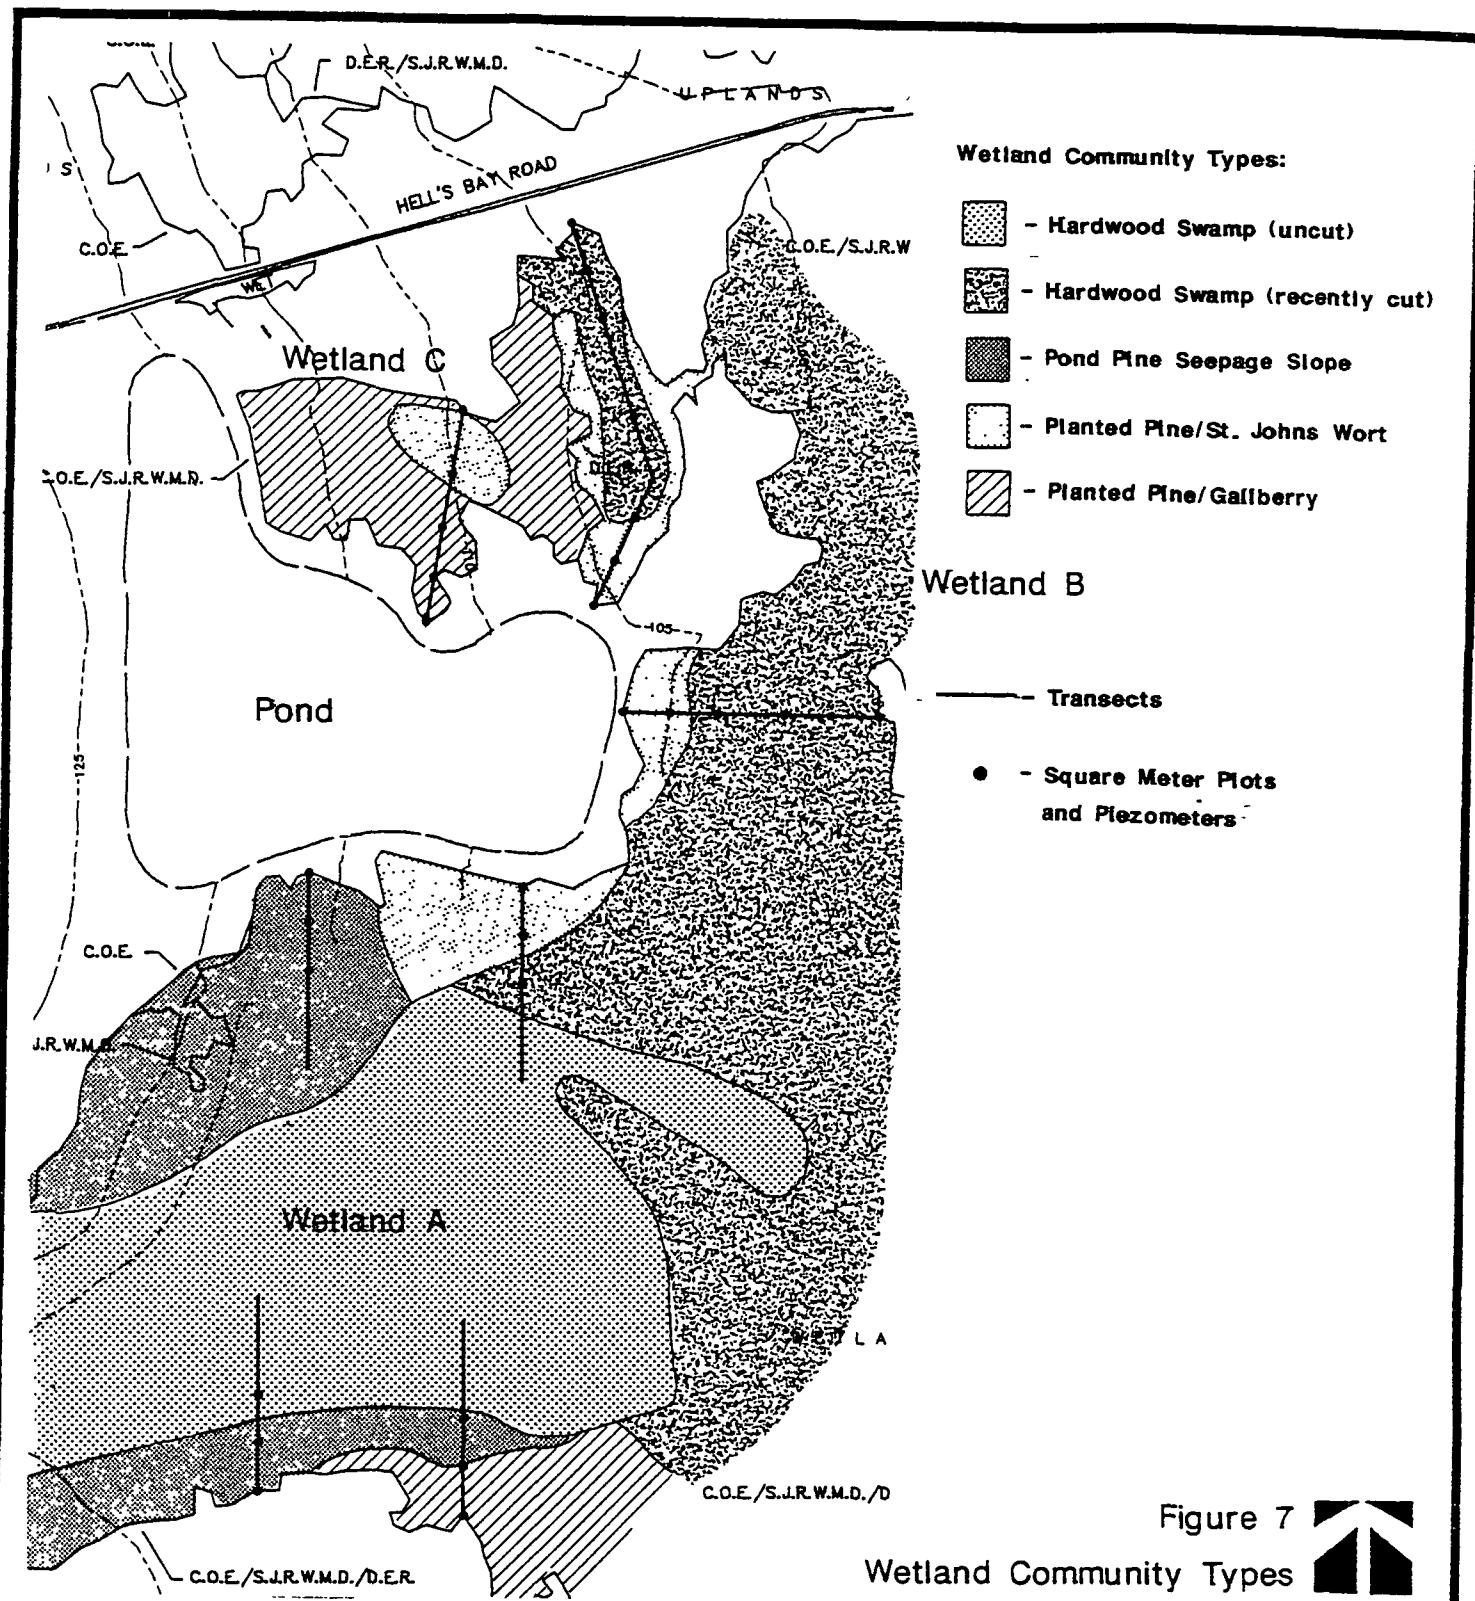 D.E.R./S.J.R.W.M.D.
UPLANDS
HELL'S BAY ROAD
C.O.E.
C.O.E./S.J.R.W
Wetland C
.O.E./S.J.R.W.M.D.
105
Pond
125
C.O.E.
J.R.W.M.D.
Wetland A
L A
C.O.E./S.J.R.W.M.D./D
C.O.E./S.J.R.W.M.D./D.E.R.
Wetland Community Types:
- Hardwood Swamp (uncut)
- Hardwood Swamp (recently cut)
- Pond Pine Seepage Slope
- Planted Pine/St. Johns Wort
- Planted Pine/Gallberry
Wetland B
- Transects
- Square Meter Plots
and Piezometers
Figure 7
Wetland Community Types